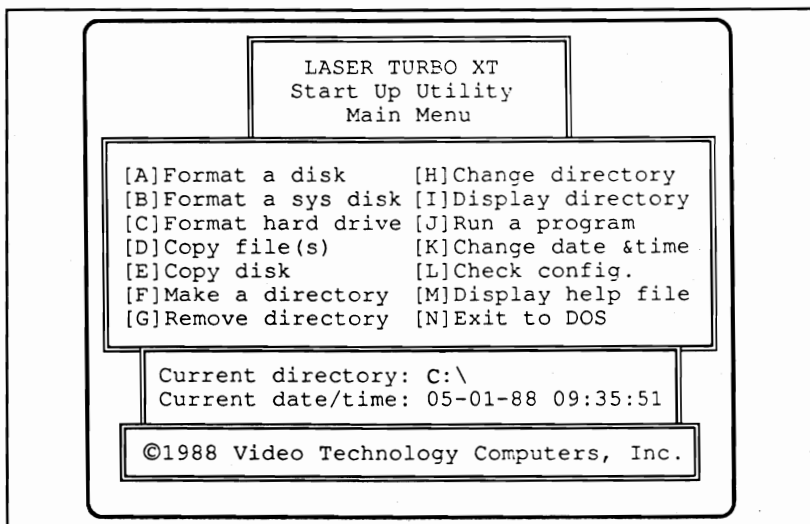 LASER TURBO XT
Start Up Utility
Main Menu
[A]Format a disk [H]Change directory
[B]Format a sys disk [I]Display directory
[C]Format hard drive [J]Run a program
[D]Copy file(s) [K]Change date &time
[E]Copy disk [L]Check config.
[F]Make a directory [M]Display help file
[G]Remove directory [N]Exit to DOS
Current directory: C:\
Current date/time: 05-01-88 09:35:51
©1988 Video Technology Computers, Inc.